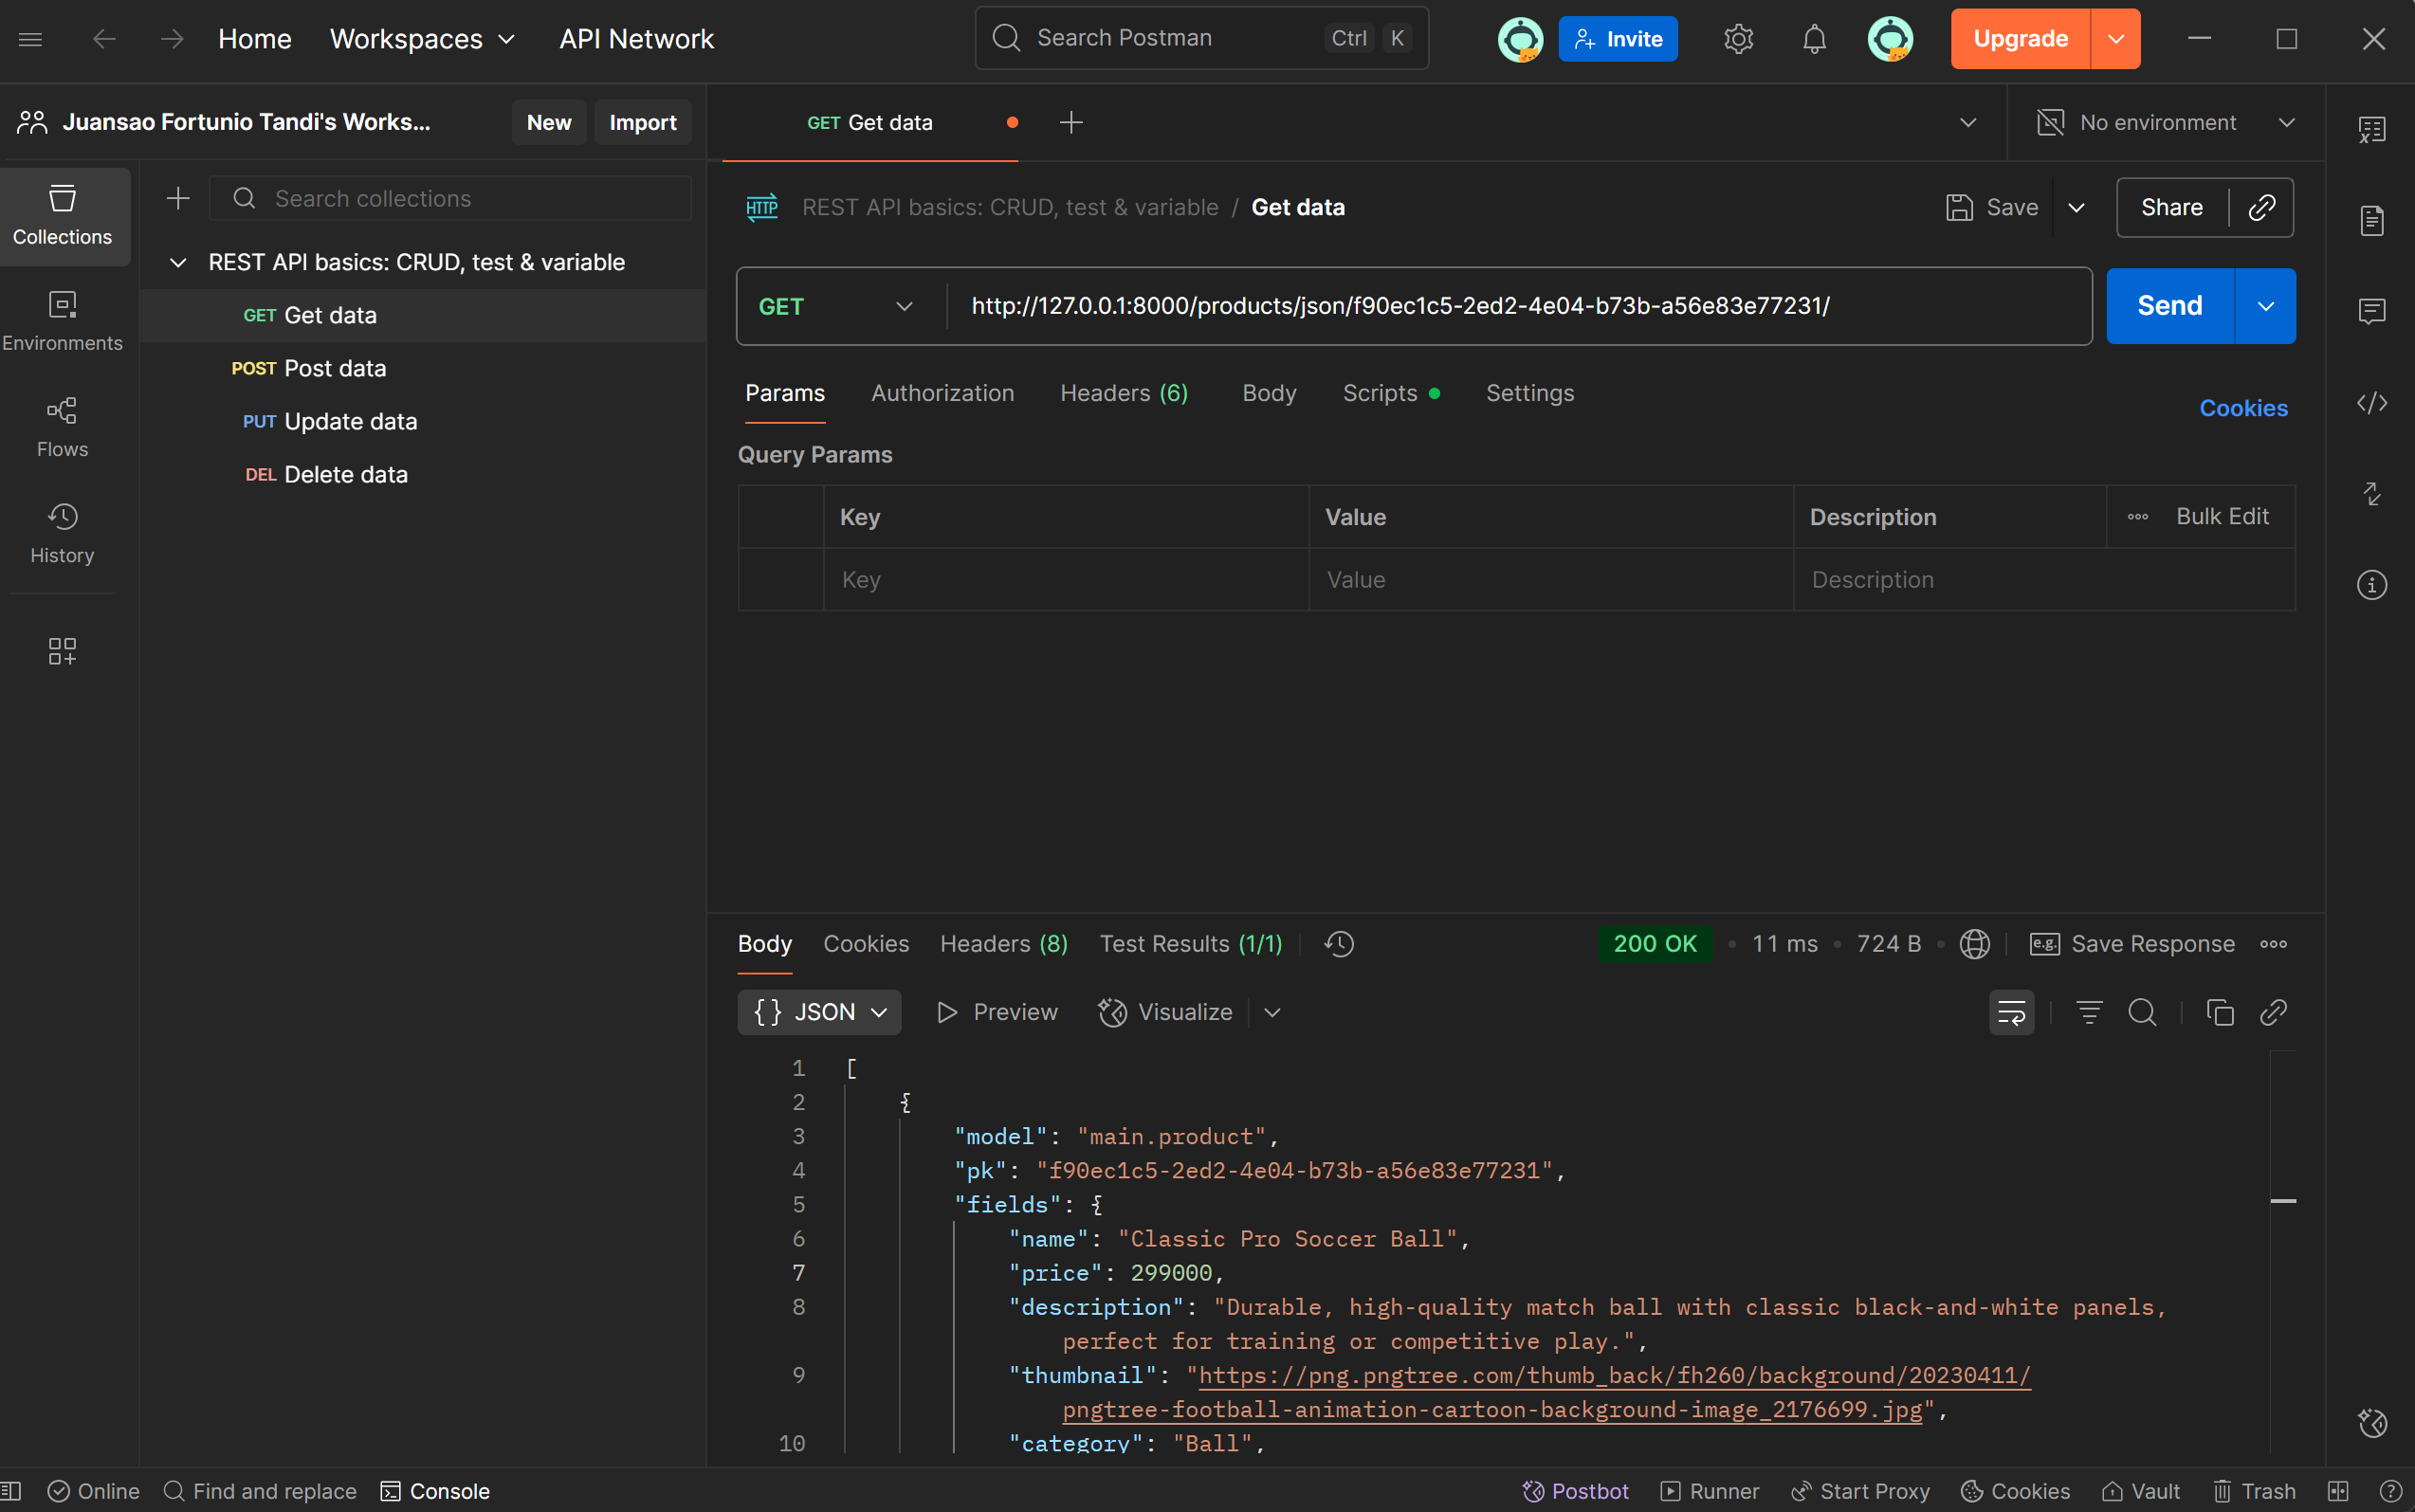 Home Workspaces API Network Search Postman Ctrl K Invite Upgrade
Juansao Fortunio Tandi's Works... New Import
GET Get data
No environment
Collections
Search collections
REST API basics: CRUD, test & variable
GET Get data
POST Post data
PUT Update data
DEL Delete data
Environments
Flows
History
HTTP REST API basics: CRUD, test & variable / Get data Save Share
GET http://127.0.0.1:8000/products/json/f90ec1c5-2ed2-4e04-b73b-a56e83e77231/ Send
Params Authorization Headers (6) Body Scripts Settings Cookies
Query Params
Key Value Description Bulk Edit
Key Value Description
Body Cookies Headers (8) Test Results (1/1) 200 OK 11 ms 724 B e.g. Save Response
{} JSON Preview Visualize
1 [
2 {
3 "model": "main.product",
4 "pk": "f90ec1c5-2ed2-4e04-b73b-a56e83e77231",
5 "fields": {
6 "name": "Classic Pro Soccer Ball",
7 "price": 299000,
8 "description": "Durable, high-quality match ball with classic black-and-white panels,
perfect for training or competitive play.",
9 "thumbnail": "https://png.pngtree.com/thumb_back/fh260/background/20230411/
pngtree-football-animation-cartoon-background-image_2176699.jpg",
10 "category": "Ball",
Online Find and replace Console Postbot Runner Start Proxy Cookies Vault Trash